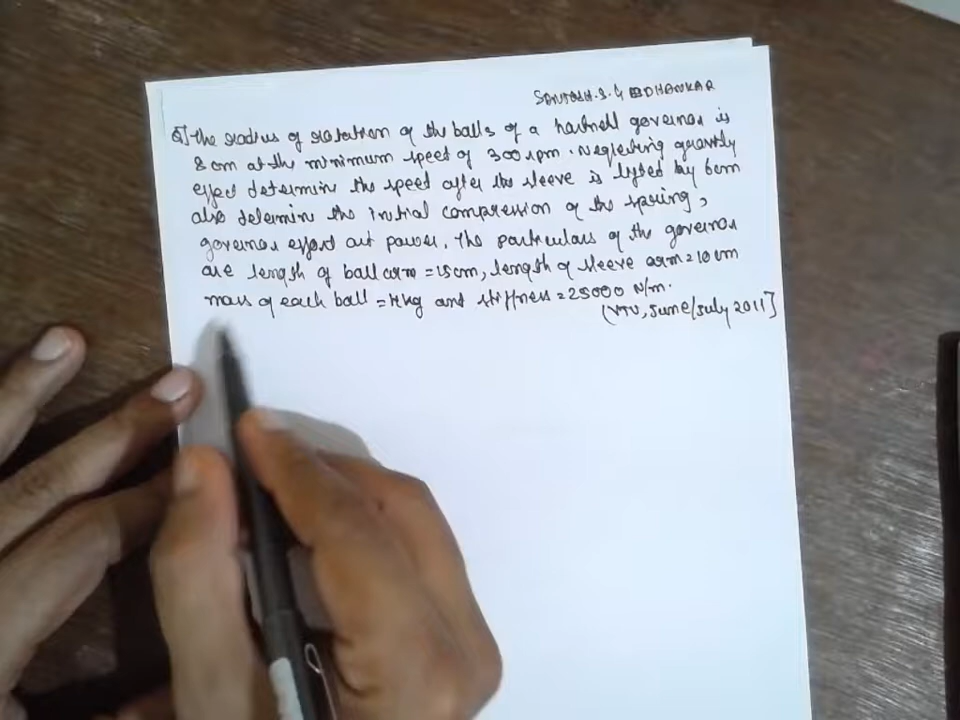 SANTOSH.S.
Q] The radius of rotation of the balls of a hartnell governor is
8 cm at the minimum speed of 300 rpm. Neglecting gravity
effect determin the speed after the sleeve is lifted by 6cm
also determin the initial compression of the spring,
governor effort and power. The particulars of the governor
are length of ball arm = 15cm, length of sleeve arm = 10 cm
mass of each ball = 4kg and stiffness = 25000 N/m.
(VTU, June/July 2011]